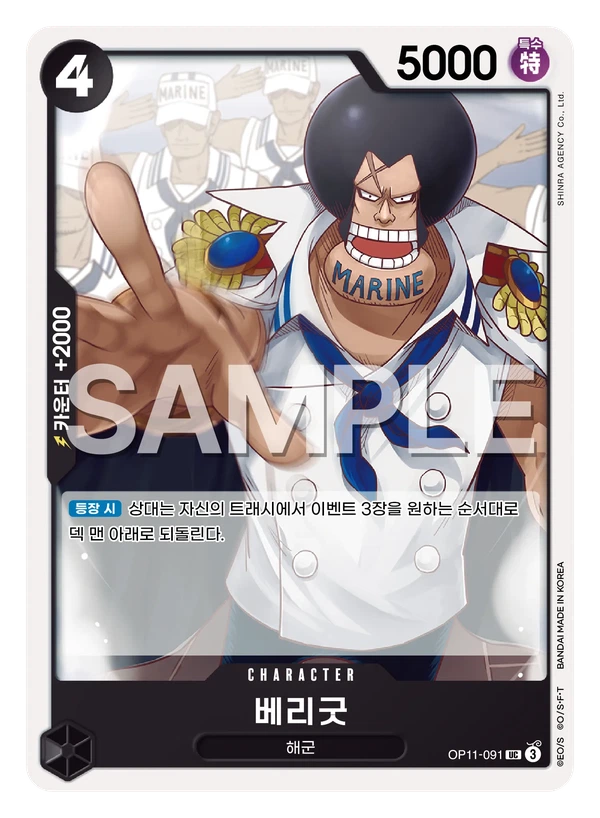 4
5000
특수
特
MARINE
MARINE
MARINE
SHINRA AGENCY Co., Ltd.
카운터 +2000
SAMPLE
등장 시 상대는 자신의 트래시에서 이벤트 3장을 원하는 순서대로
덱 맨 아래로 되돌린다.
CHARACTER
베리굿
해군
OP11-091 UC 3
©EO/S ©O/S·F·T BANDAI MADE IN KOREA